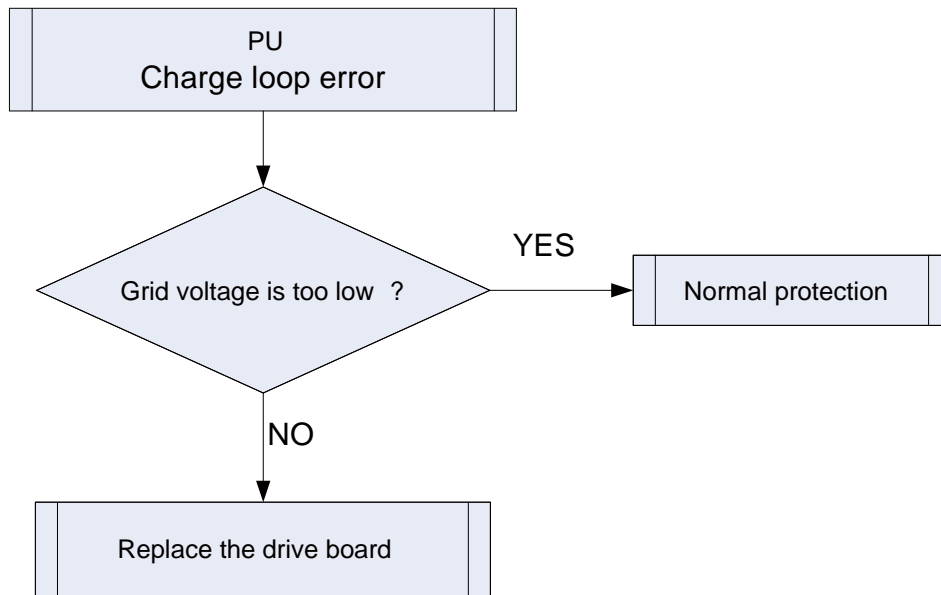 PU
Charge loop error
Grid voltage is too low ?
YES
Normal protection
NO
Replace the drive board